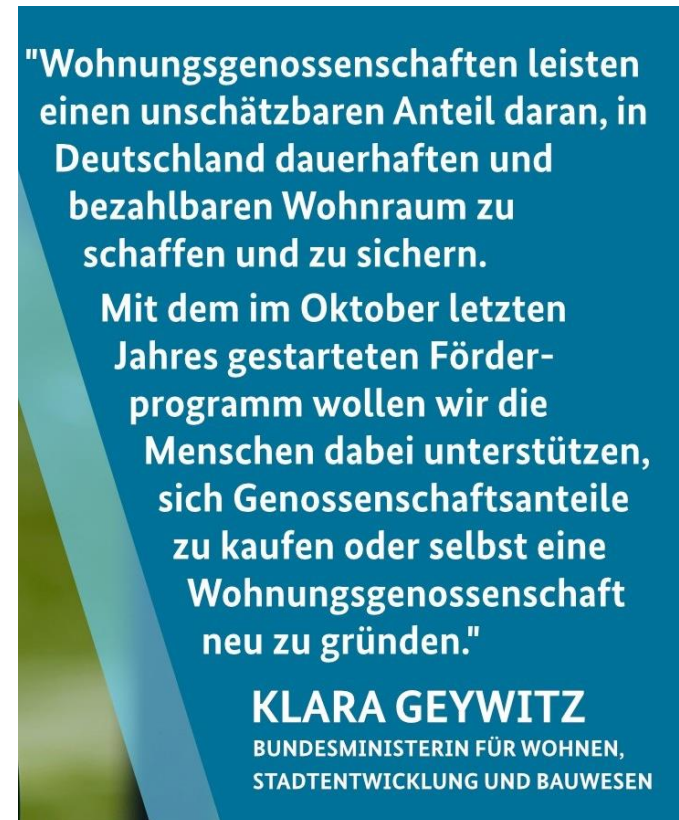 "Wohnungsgenossenschaften leisten
einen unschätzbaren Anteil daran, in
Deutschland dauerhaften und
bezahlbaren Wohnraum zu
schaffen und zu sichern.
Mit dem im Oktober letzten
Jahres gestarteten Förder-
programm wollen wir die
Menschen dabei unterstützen,
sich Genossenschaftsanteile
zu kaufen oder selbst eine
Wohnungsgenossenschaft
neu zu gründen."
KLARA GEYWITZ
BUNDESMINISTERIN FÜR WOHNEN,
STADTENTWICKLUNG UND BAUWESEN